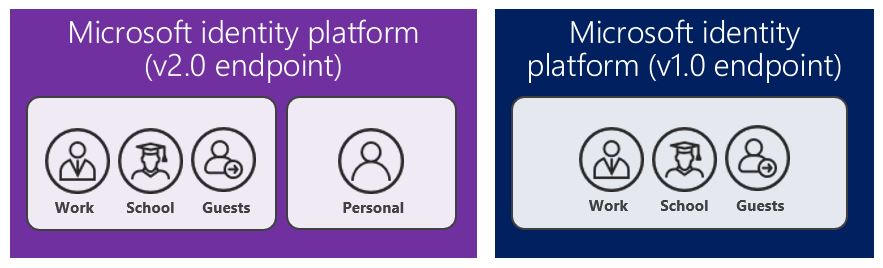 Microsoft identity platform
(v2.0 endpoint)
Work School Guests
Personal
Microsoft identity
platform (v1.0 endpoint)
Work School Guests